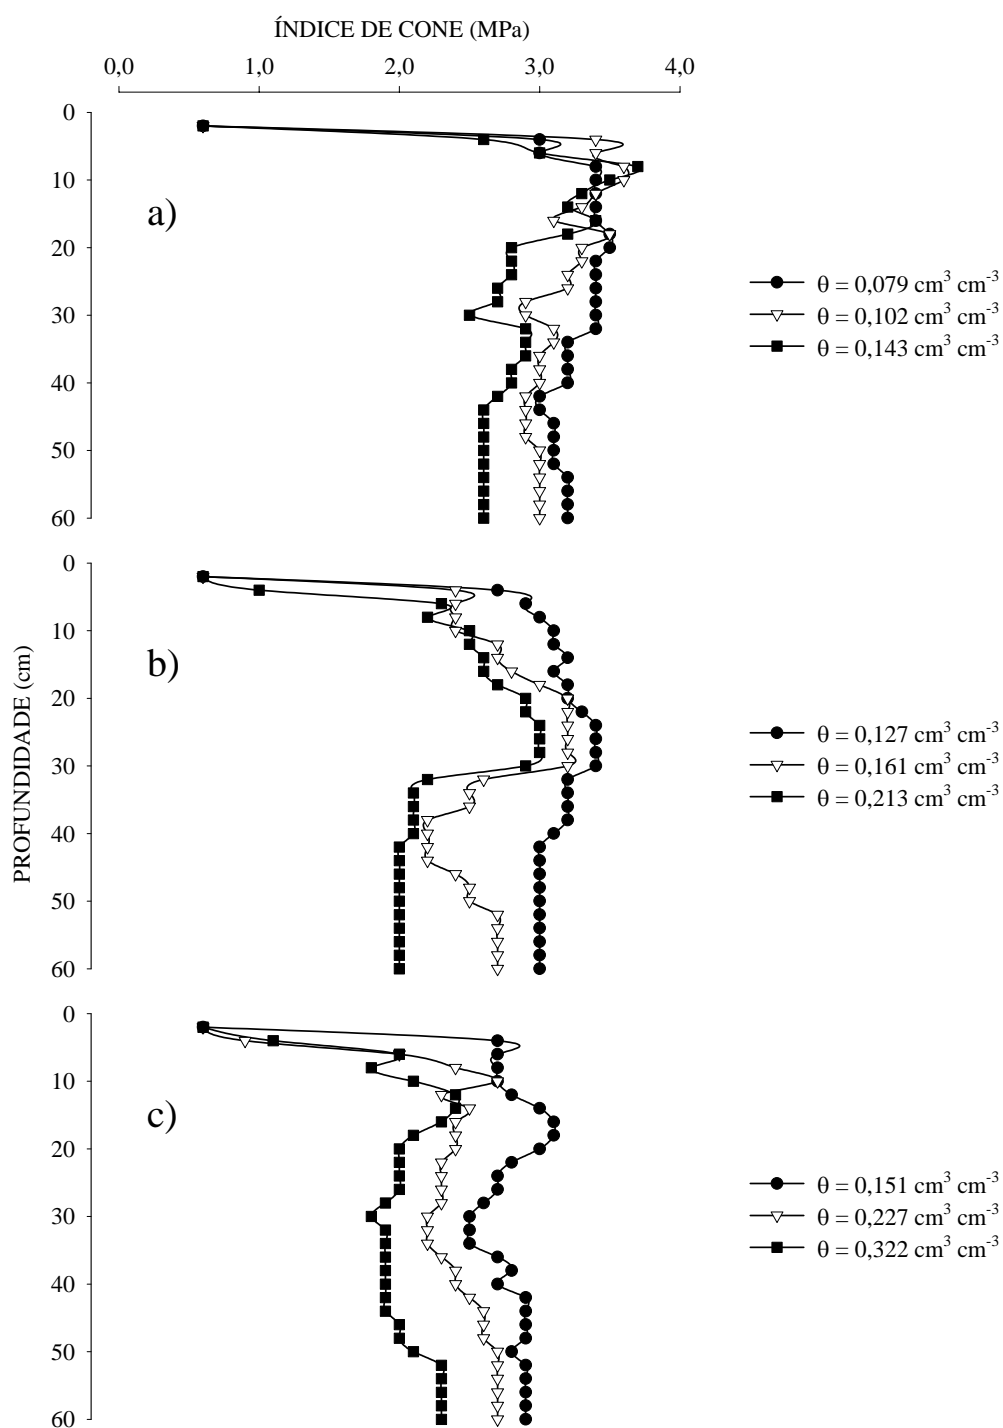 ÍNDICE DE CONE (MPa)
0,0 1,0 2,0 3,0 4,0
0
10
20
30
40
50
60
a)
θ = 0,079 cm³ cm⁻³
θ = 0,102 cm³ cm⁻³
θ = 0,143 cm³ cm⁻³
PROFUNDIDADE (cm)
0
10
20
30
40
50
60
b)
θ = 0,127 cm³ cm⁻³
θ = 0,161 cm³ cm⁻³
θ = 0,213 cm³ cm⁻³
0
10
20
30
40
50
60
c)
θ = 0,151 cm³ cm⁻³
θ = 0,227 cm³ cm⁻³
θ = 0,322 cm³ cm⁻³